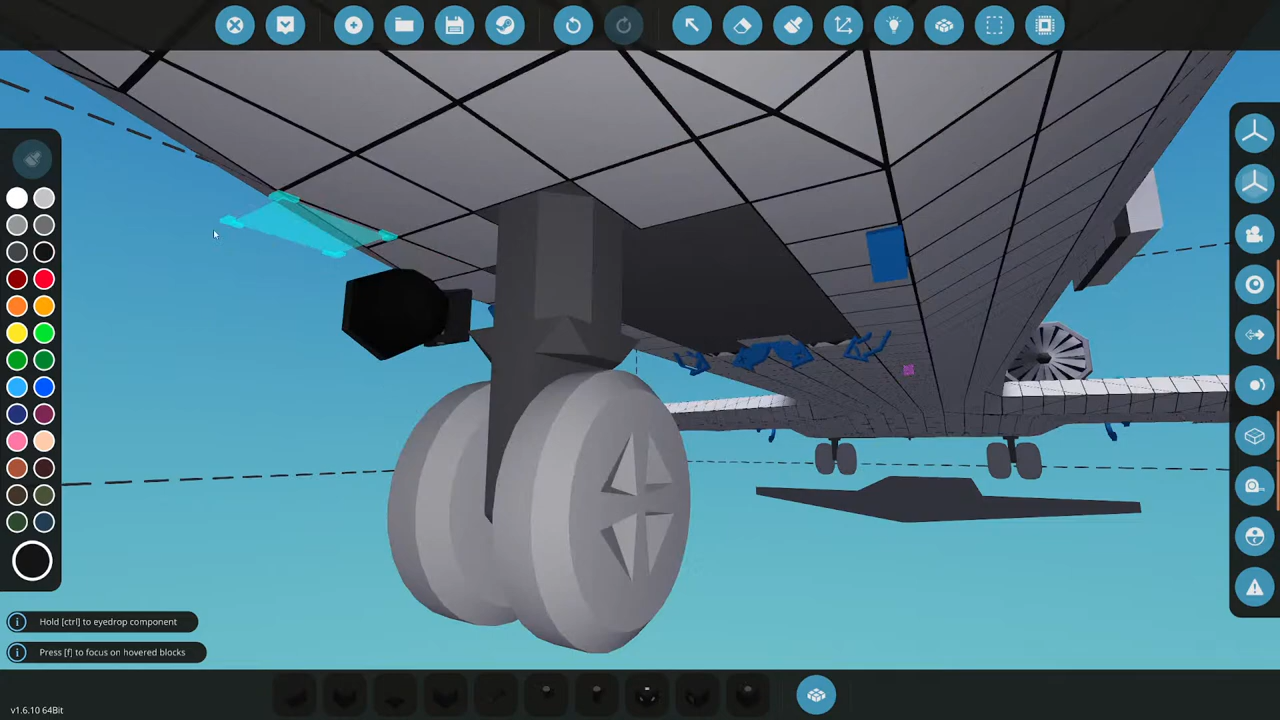 Hold [ctrl] to eyedrop component
Press [f] to focus on hovered blocks
v1.6.10 64Bit